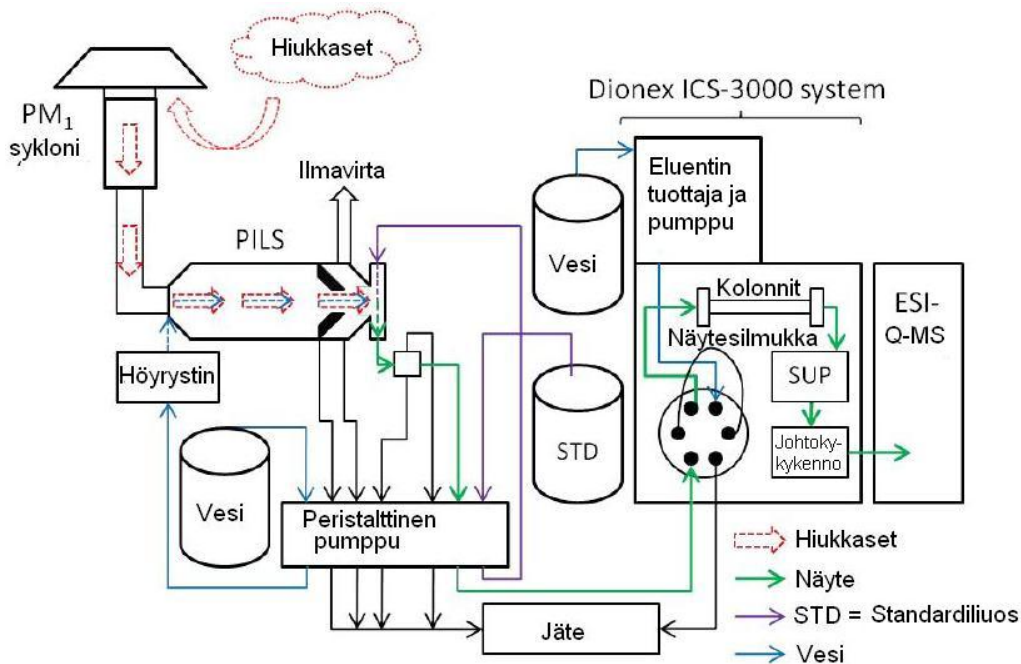 Hiukkaset
Dionex ICS-3000 system
PM1
sykloni
Ilmavirta
PILS
Höyrystin
Vesi
Peristalttinen
pumppu
Jäte
Vesi
STD
Eluentin
tuottaja ja
pumppu
Kolonnit
Näytesilmukka
SUP
Johtoky-
kykenno
ESI-
Q-MS
Hiukkaset
Näyte
STD = Standardiliuos
Vesi